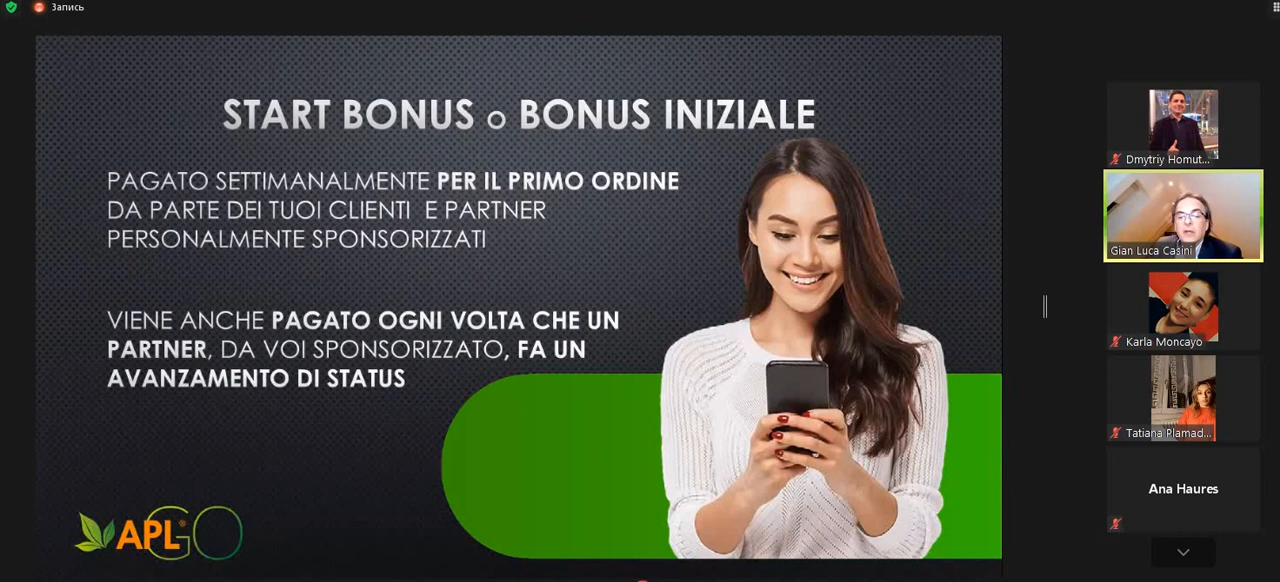 Запись
START BONUS o BONUS INIZIALE
PAGATO SETTIMANALMENTE PER IL PRIMO ORDINE
DA PARTE DEI TUOI CLIENTI E PARTNER
PERSONALMENTE SPONSORIZZATI
VIENE ANCHE PAGATO OGNI VOLTA CHE UN
PARTNER, DA VOI SPONSORIZZATO, FA UN
AVANZAMENTO DI STATUS
APL® GO
Dmytriy Homut...
Gian Luca Casini
Karla Moncayo
Tatiana Plamad...
Ana Haures